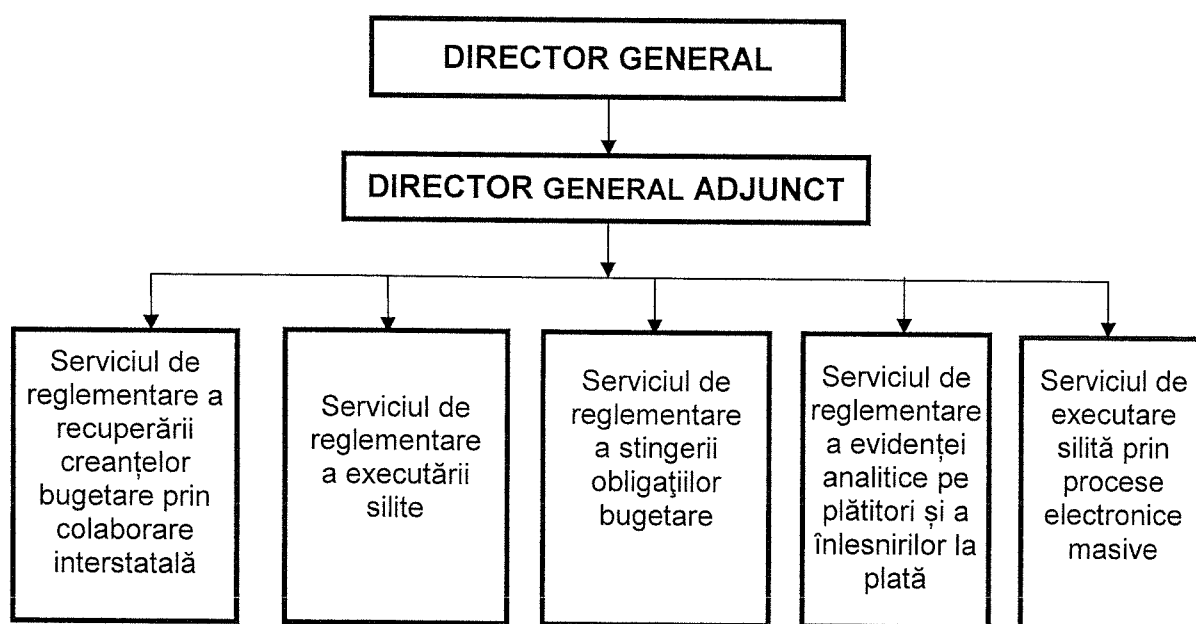 DIRECTOR GENERAL
DIRECTOR GENERAL ADJUNCT
Serviciul de
reglementare a
recuperării
creanțelor
bugetare prin
colaborare
interstatală
Serviciul de
reglementare
a executării
silite
Serviciul de
reglementare
a stingerii
obligaţiilor
bugetare
Serviciul de
reglementare
a evidenței
analitice pe
plătitori și a
înlesnirilor la
plată
Serviciul de
executare
silită prin
procese
electronice
masive